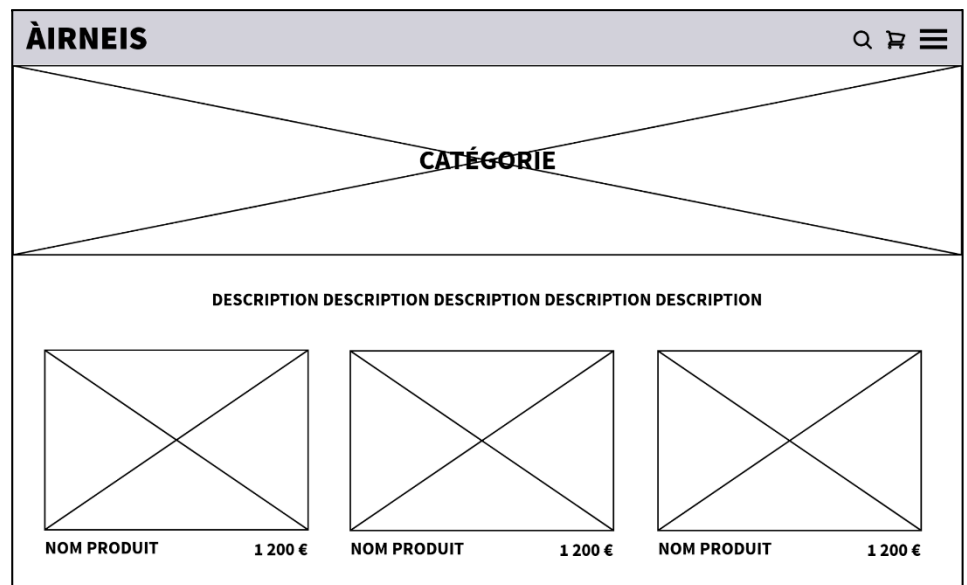 ÀIRNEIS
CATÉGORIE
DESCRIPTION DESCRIPTION DESCRIPTION DESCRIPTION DESCRIPTION
NOM PRODUIT 1 200 € NOM PRODUIT 1 200 € NOM PRODUIT 1 200 €